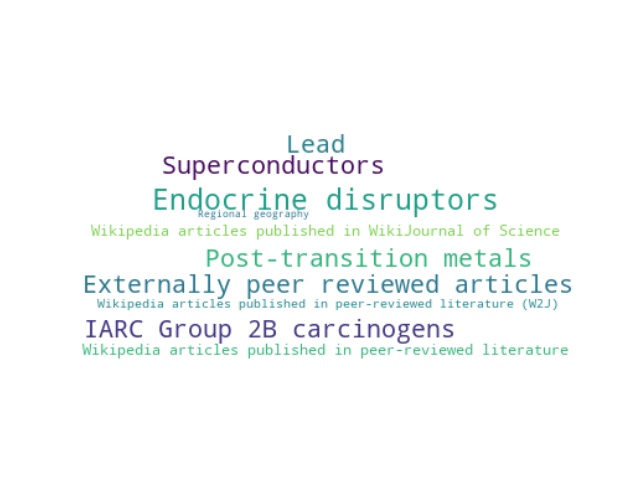 Lead
Superconductors
Endocrine disruptors
Regional geography
Wikipedia articles published in WikiJournal of Science
Post-transition metals
Externally peer reviewed articles
Wikipedia articles published in peer-reviewed literature (W2J)
IARC Group 2B carcinogens
Wikipedia articles published in peer-reviewed literature